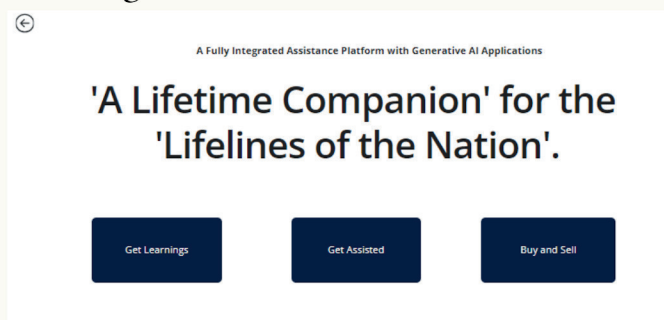 A Fully Integrated Assistance Platform with Generative AI Applications
'A Lifetime Companion' for the
'Lifelines of the Nation'.
Get Learnings
Get Assisted
Buy and Sell